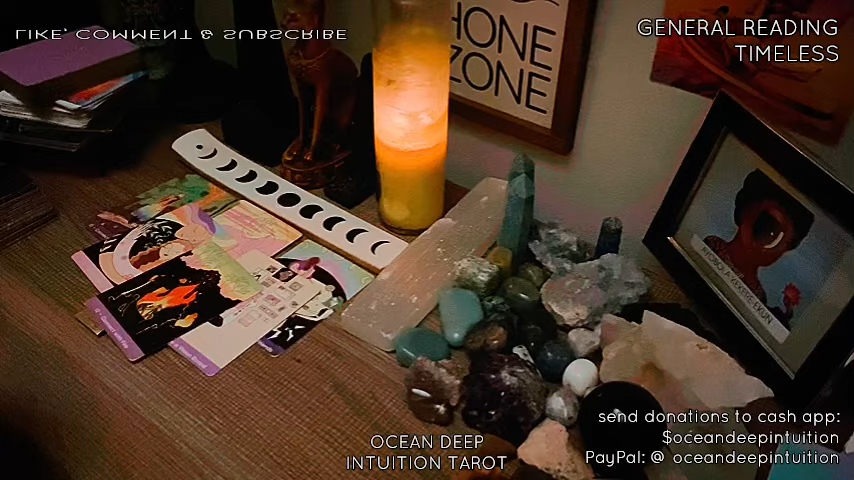 LIKE, COMMENT & SUBSCRIBE
GENERAL READING
TIMELESS
HONE
ZONE
OCEAN DEEP
INTUITION TAROT
send donations to cash app:
$oceandeepintuition
PayPal: @ oceandeepintuition